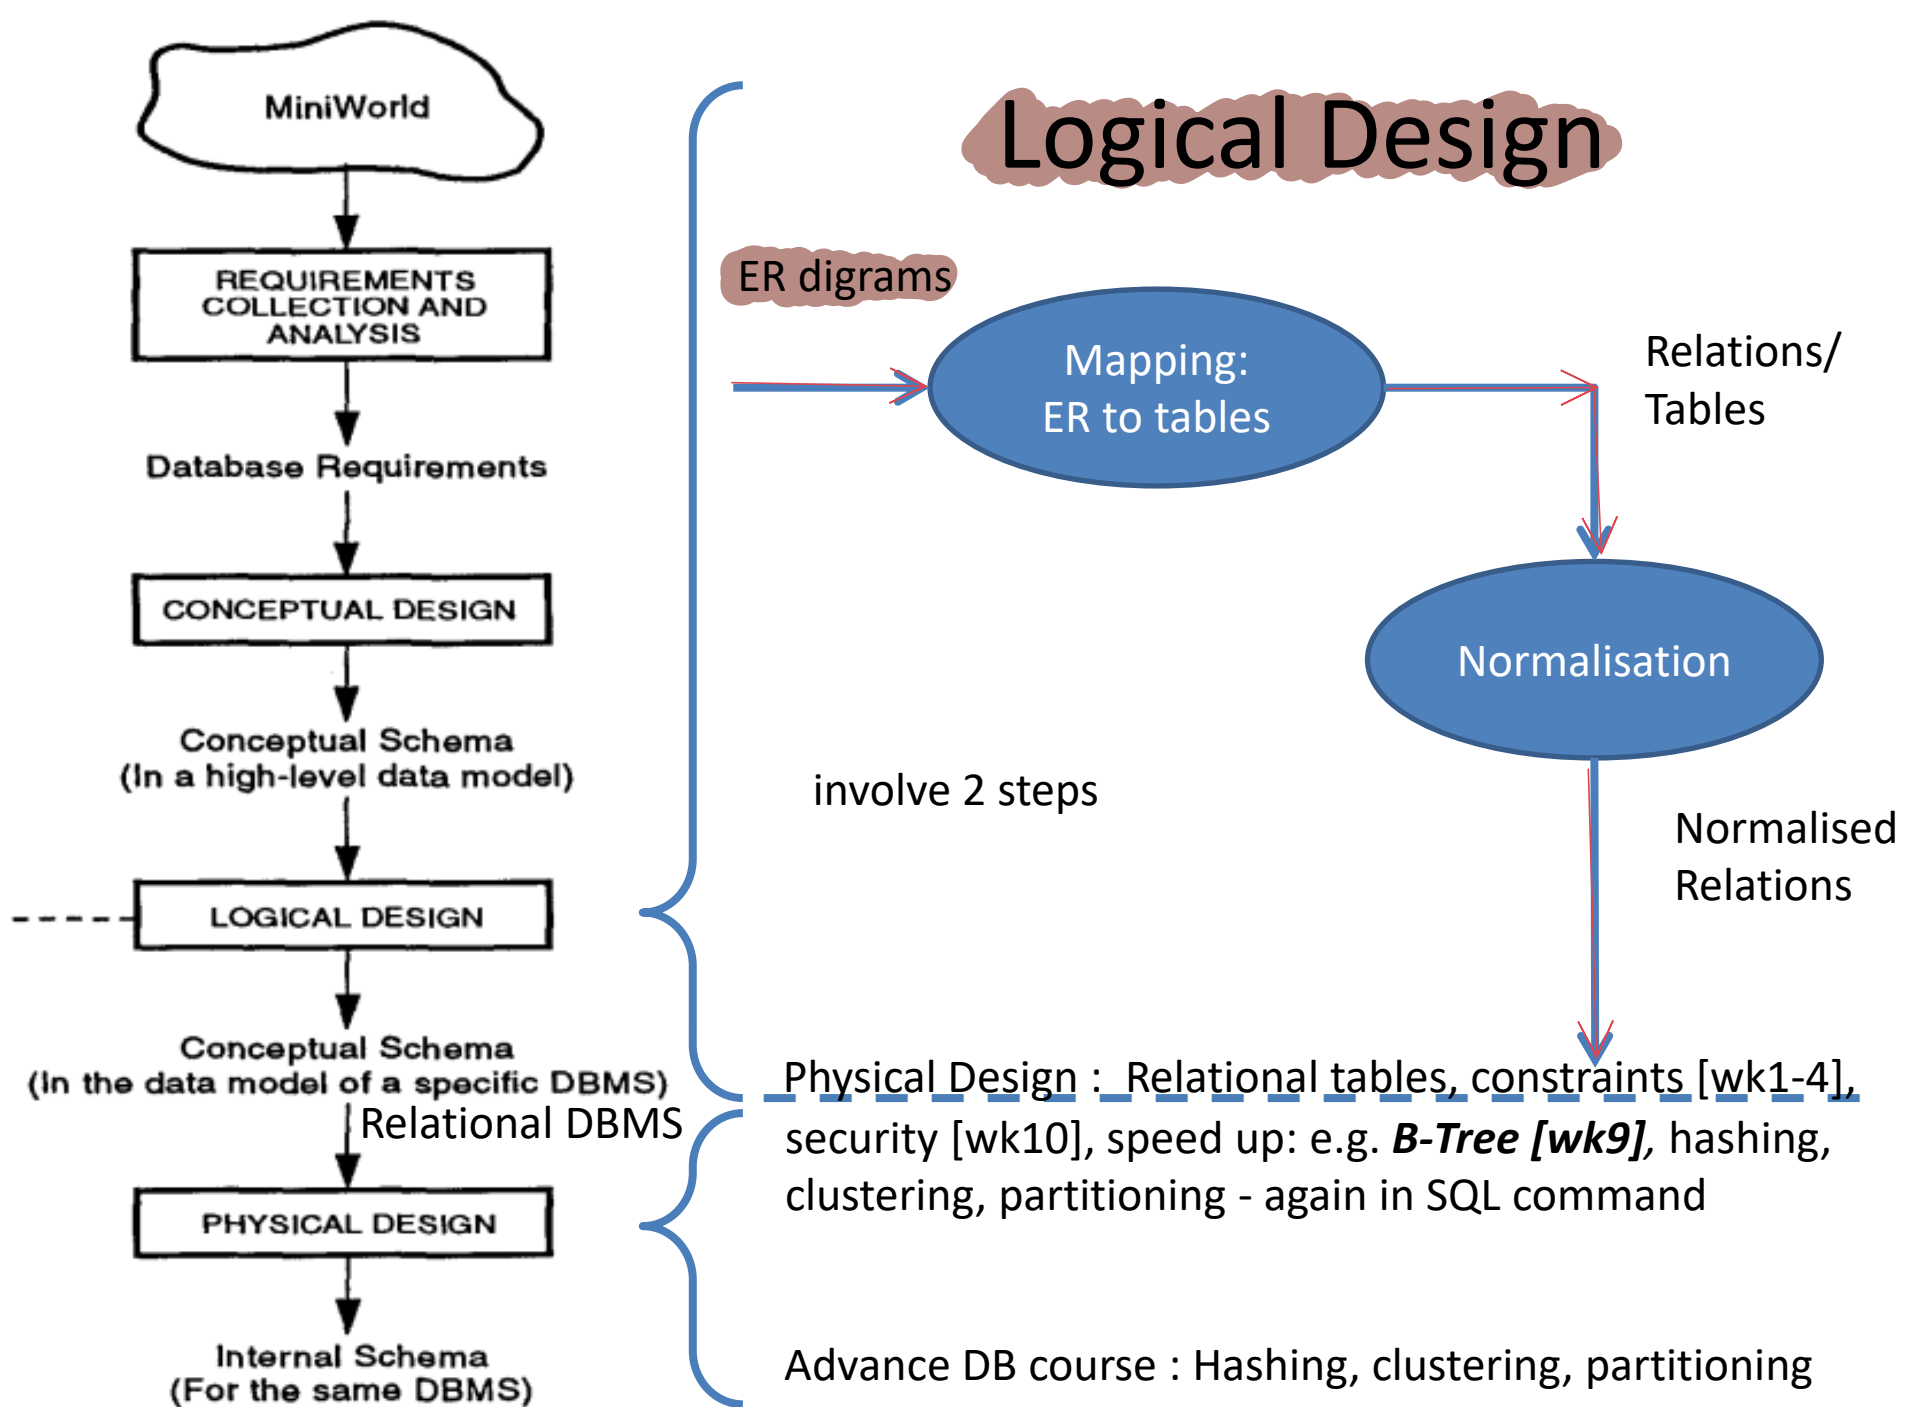 MiniWorld
REQUIREMENTS
COLLECTION AND
ANALYSIS
Database Requirements
CONCEPTUAL DESIGN
Conceptual Schema
(In a high-level data model)
LOGICAL DESIGN
Conceptual Schema
(In the data model of a specific DBMS)
Relational DBMS
PHYSICAL DESIGN
Internal Schema
(For the same DBMS)
Logical Design
ER digrams
Mapping:
ER to tables
Relations/
Tables
Normalisation
involve 2 steps
Normalised
Relations
Physical Design : Relational tables, constraints [wk1-4],
security [wk10], speed up: e.g. B-Tree [wk9], hashing,
clustering, partitioning - again in SQL command
Advance DB course : Hashing, clustering, partitioning